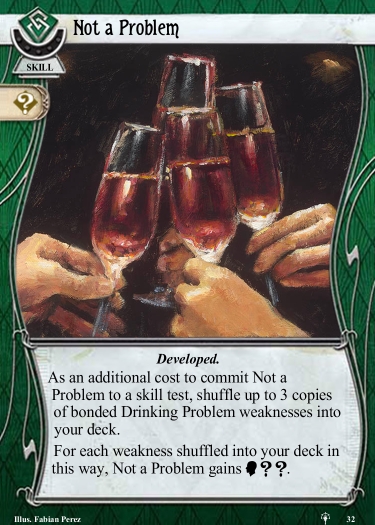 Not a Problem
SKILL
?
Developed.
As an additional cost to commit Not a
Problem to a skill test, shuffle up to 3 copies
of bonded Drinking Problem weaknesses into
your deck.
For each weakness shuffled into your deck in
this way, Not a Problem gains ? ?.
Illus. Fabian Perez
32